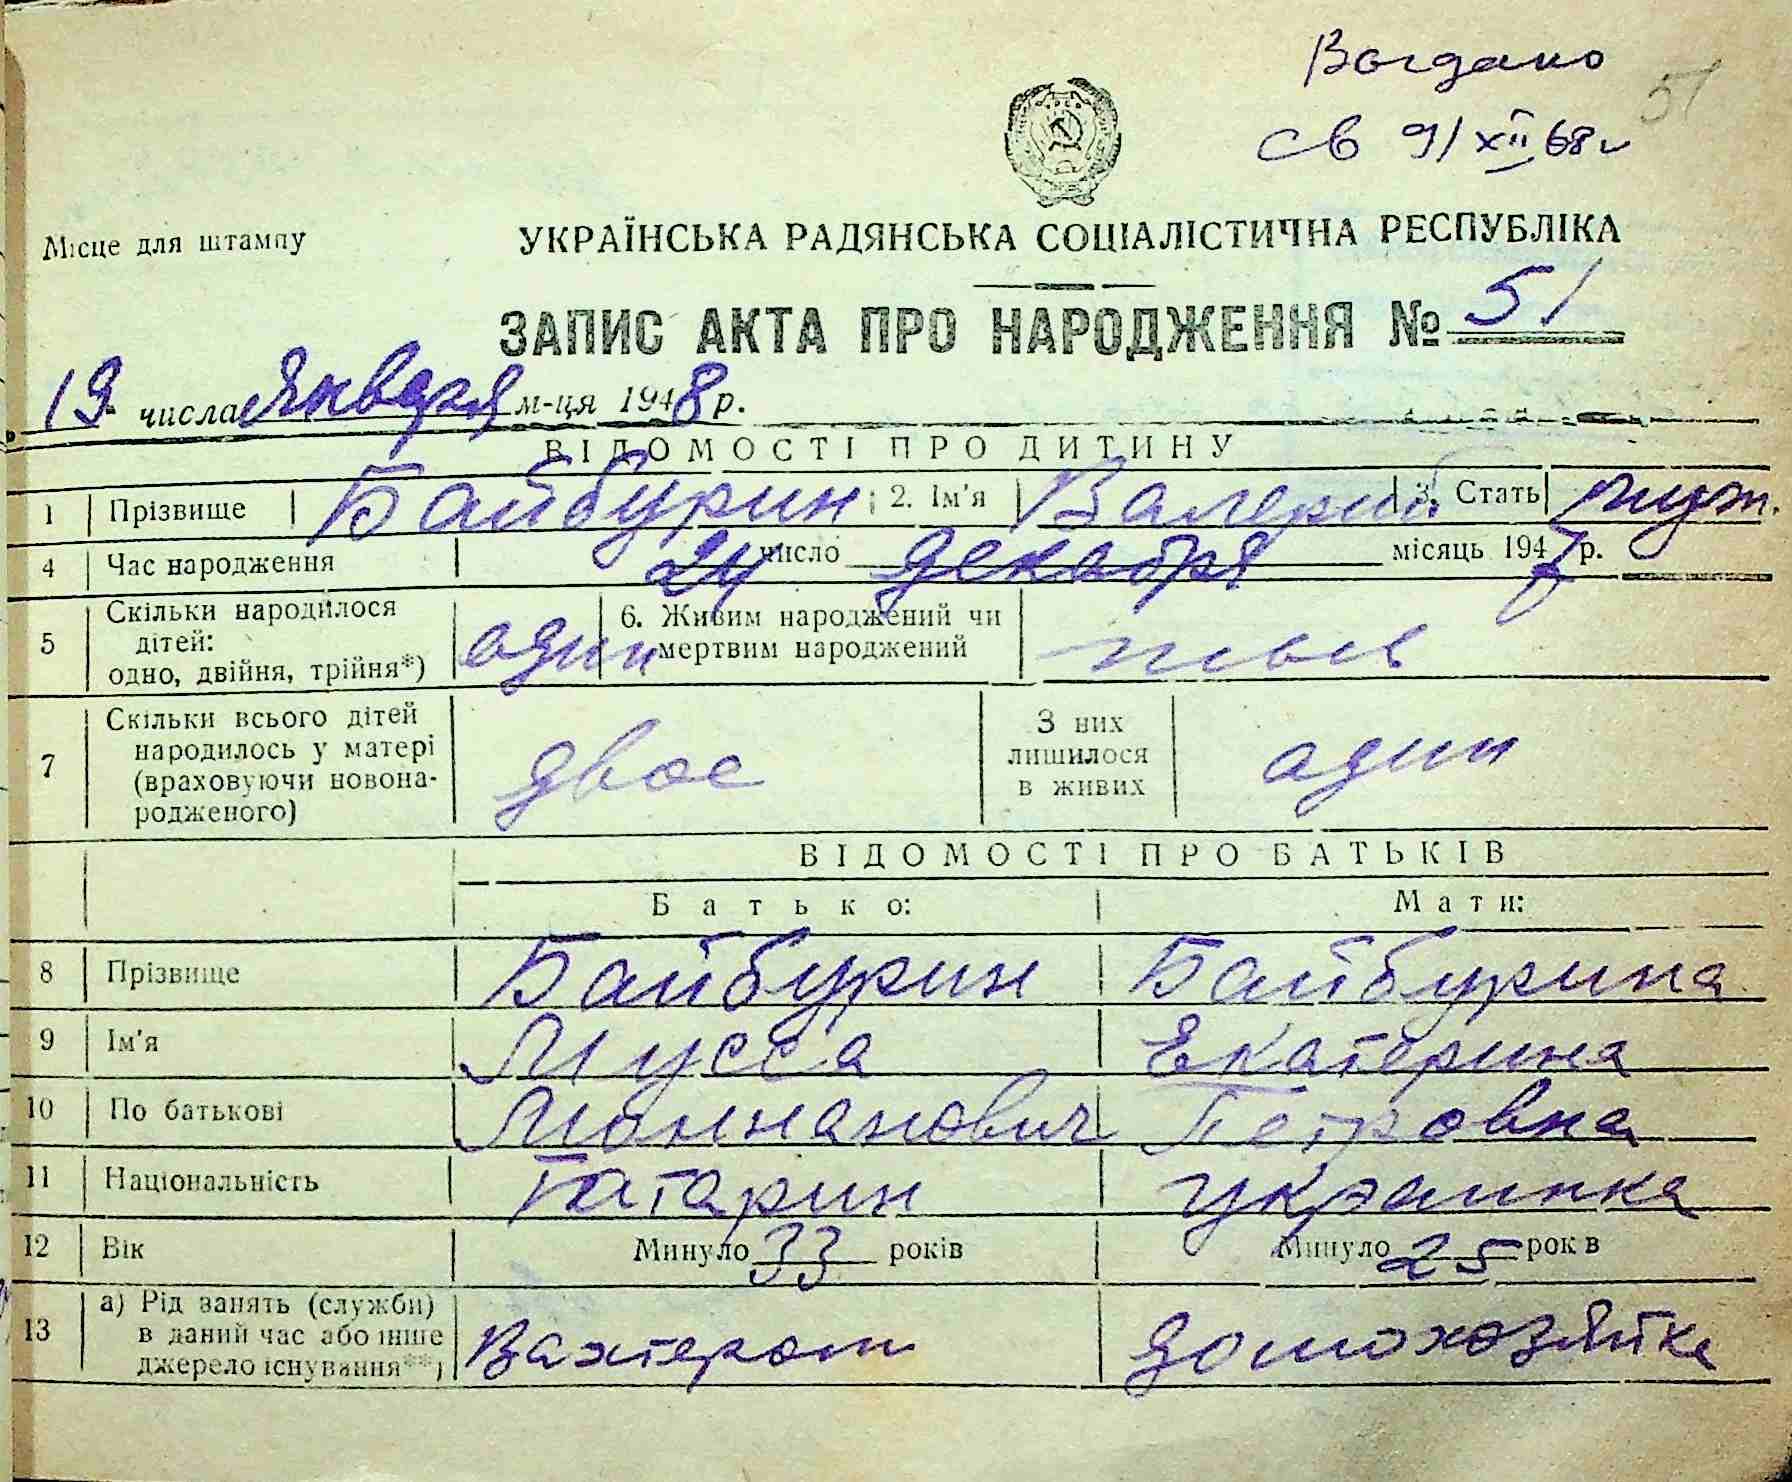 Выдано
св 9/XII 68 г
51
Місце для штампу
УКРАЇНСЬКА РАДЯНСЬКА СОЦІАЛІСТИЧНА РЕСПУБЛІКА
ЗАПИС АКТА ПРО НАРОДЖЕННЯ № 51
19 числа января м-ця 1948 р.
ВІДОМОСТІ ПРО ДИТИНУ
1 Прізвище Байбурин 2. Ім'я Валерий 3. Стать муж.
4 Час народження 24 число декабря місяць 1947 р.
5 Скільки народилося дітей: одно, двійня, трійня*) один 6. Живим народжений чи мертвим народжений жив
7 Скільки всього дітей народилось у матері (враховуючи новонародженого) двое З них лишилося в живих один
ВІДОМОСТІ ПРО БАТЬКІВ
Батько: Мати:
8 Прізвище Байбурин Байбурина
9 Ім'я Мусса Екатерина
10 По батькові Маннанович Петровна
11 Національність Татарин украинка
12 Вік Минуло 33 років Минуло 25 років
13 а) Рід занять (служби) в даний час або інше джерело існування**) Вахтером домохозяйка